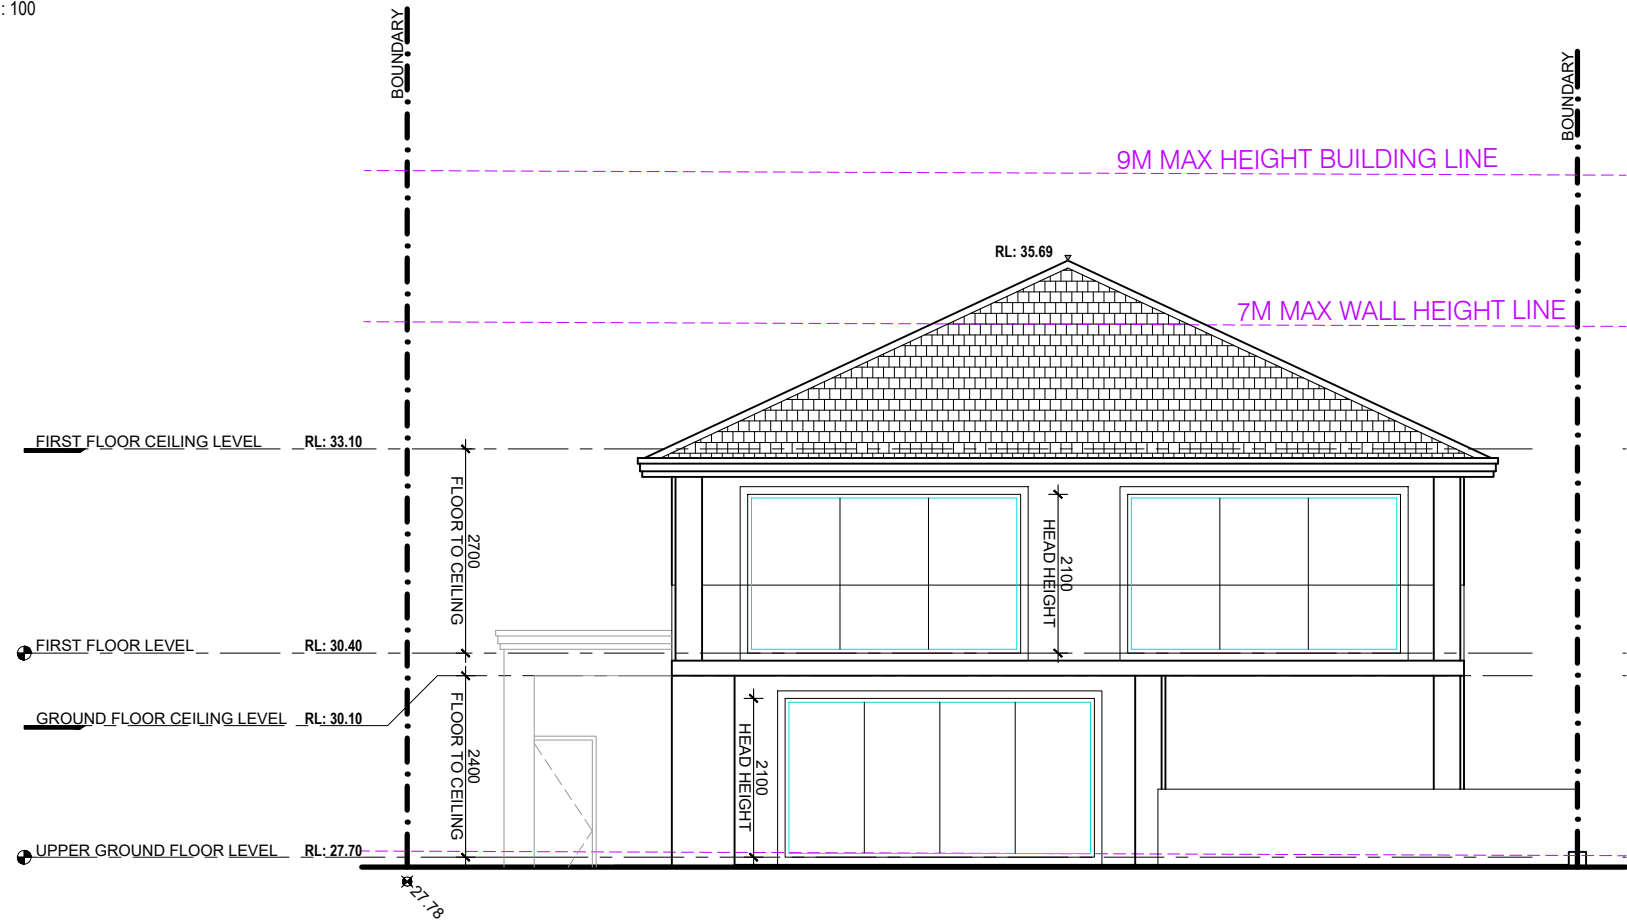 : 100
BOUNDARY
BOUNDARY
9M MAX HEIGHT BUILDING LINE
RL: 35.69
7M MAX WALL HEIGHT LINE
FIRST FLOOR CEILING LEVEL RL: 33.10
2700
FLOOR TO CEILING
2100
HEAD HEIGHT
FIRST FLOOR LEVEL RL: 30.40
GROUND FLOOR CEILING LEVEL RL: 30.10
2400
FLOOR TO CEILING
2100
HEAD HEIGHT
UPPER GROUND FLOOR LEVEL RL: 27.70
27.78